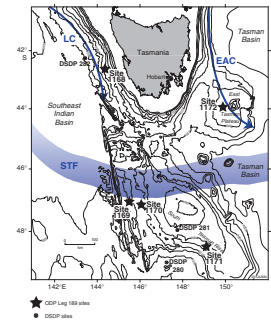 42°
S
44°
46°
48°
142°E
144°
146°
148°
150°
LC
DSDP 282
Site
1168
Tasmania
Hobart
Tasman
Basin
EAC
Site
1172
East
Tasman
Plateau
Southeast
Indian
Basin
STF
Tasman
Basin
Site
1169
Site
1170
South
DSDP 281
DSDP
280
Site
1171
ODP Leg 189 sites
DSDP sites